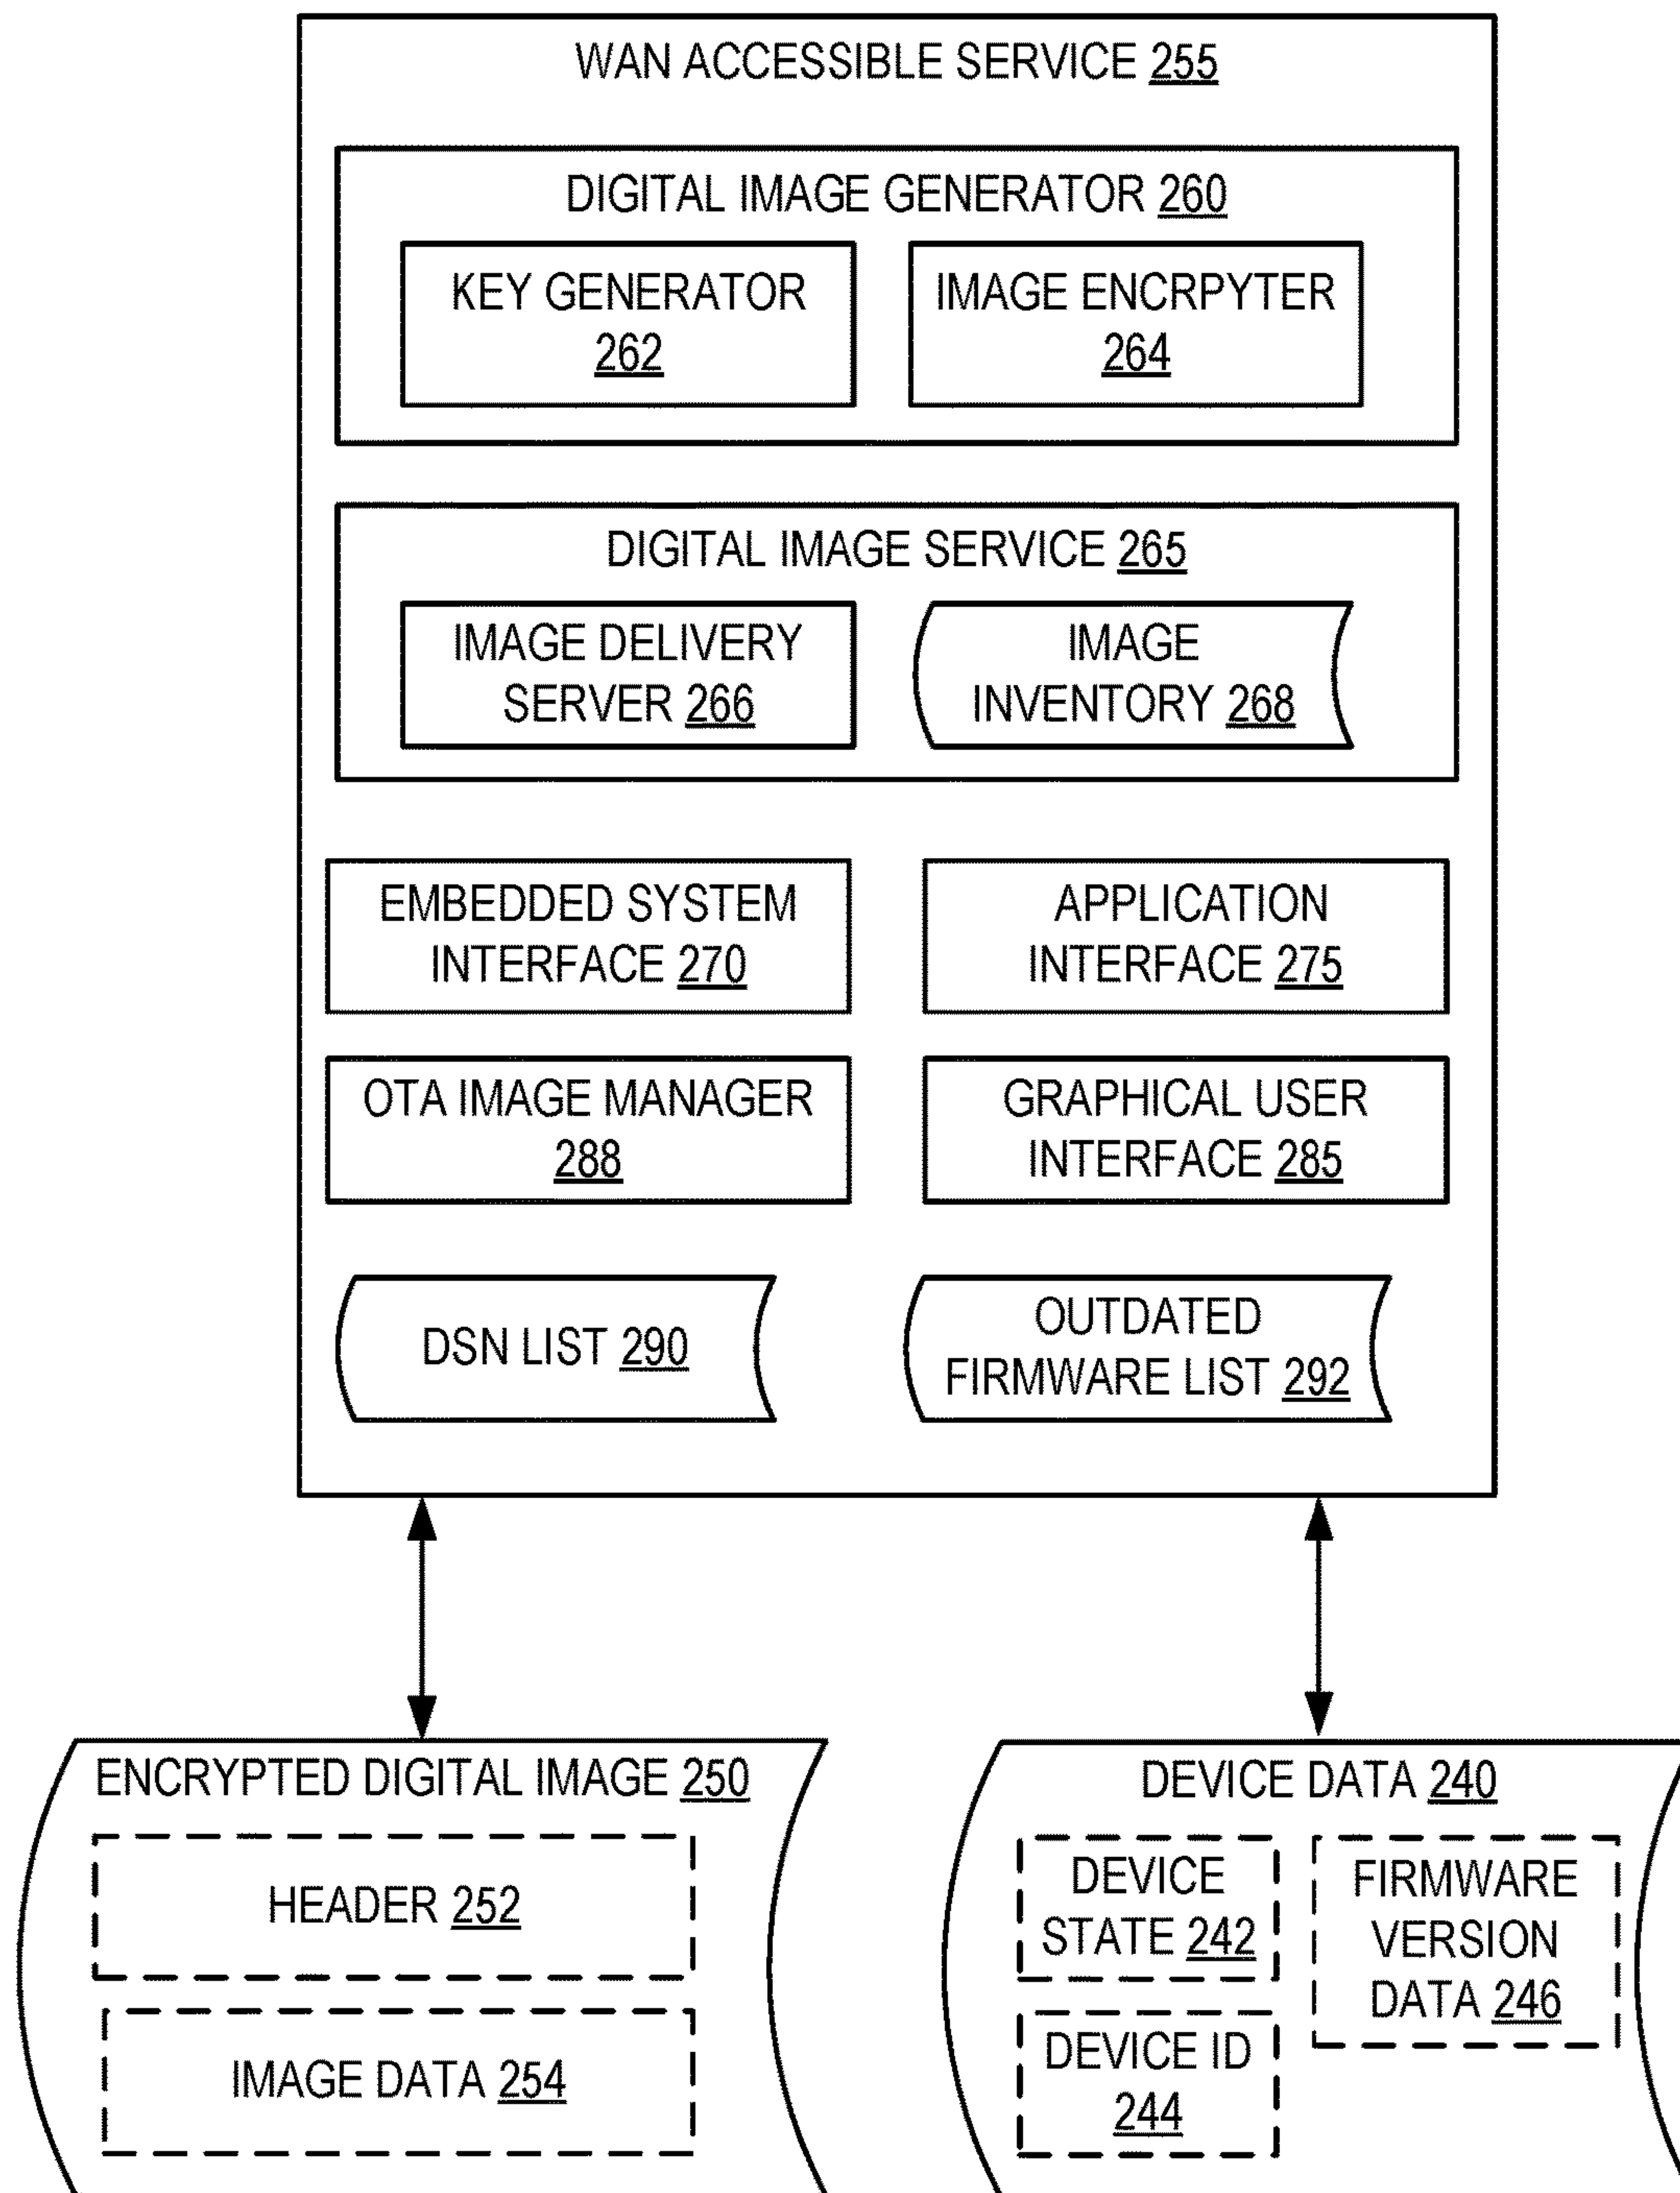 WAN ACCESSIBLE SERVICE 255
DIGITAL IMAGE GENERATOR 260
KEY GENERATOR
262
IMAGE ENCRPYTER
264
DIGITAL IMAGE SERVICE 265
IMAGE DELIVERY
SERVER 266
IMAGE
INVENTORY 268
EMBEDDED SYSTEM
INTERFACE 270
APPLICATION
INTERFACE 275
OTA IMAGE MANAGER
288
GRAPHICAL USER
INTERFACE 285
DSN LIST 290
OUTDATED
FIRMWARE LIST 292
ENCRYPTED DIGITAL IMAGE 250
HEADER 252
IMAGE DATA 254
DEVICE DATA 240
DEVICE
STATE 242
FIRMWARE
VERSION
DATA 246
DEVICE ID
244